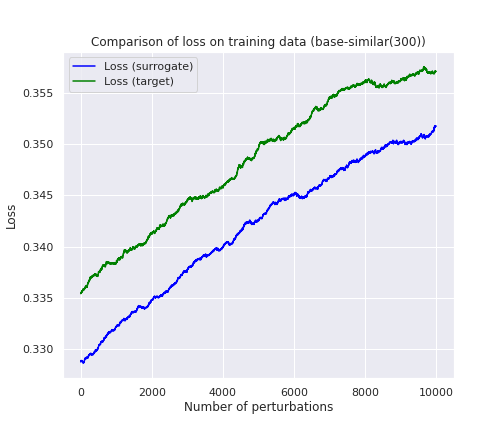 Comparison of loss on training data (base-similar(300))
Loss (surrogate)
Loss (target)
0.355
0.350
0.345
0.340
0.335
0.330
Loss
0 2000 4000 6000 8000 10000
Number of perturbations